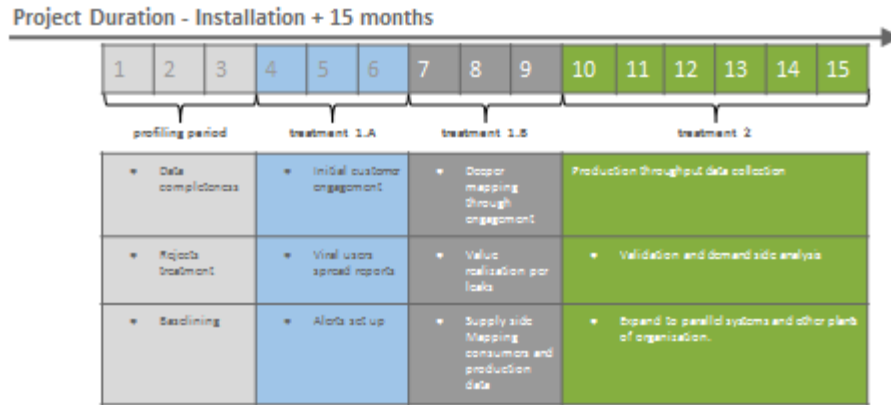 Project Duration - Installation + 15 months
1 2 3 4 5 6 7 8 9 10 11 12 13 14 15
profiling period treatment 1.A treatment 1.B treatment 2
• Data
completeness
• Initial customer
engagement
• Deeper
mapping
through
engagement
Production throughput data collection
• Rejects
treatment
• Viral users
spread reports
• Value
realization per
leaks
• Validation and demand side analysis
• Baselining
• Alerts set up
• Supply side
Mapping
consumers and
production
data
• Expand to parallel systems and other plants
of organization.